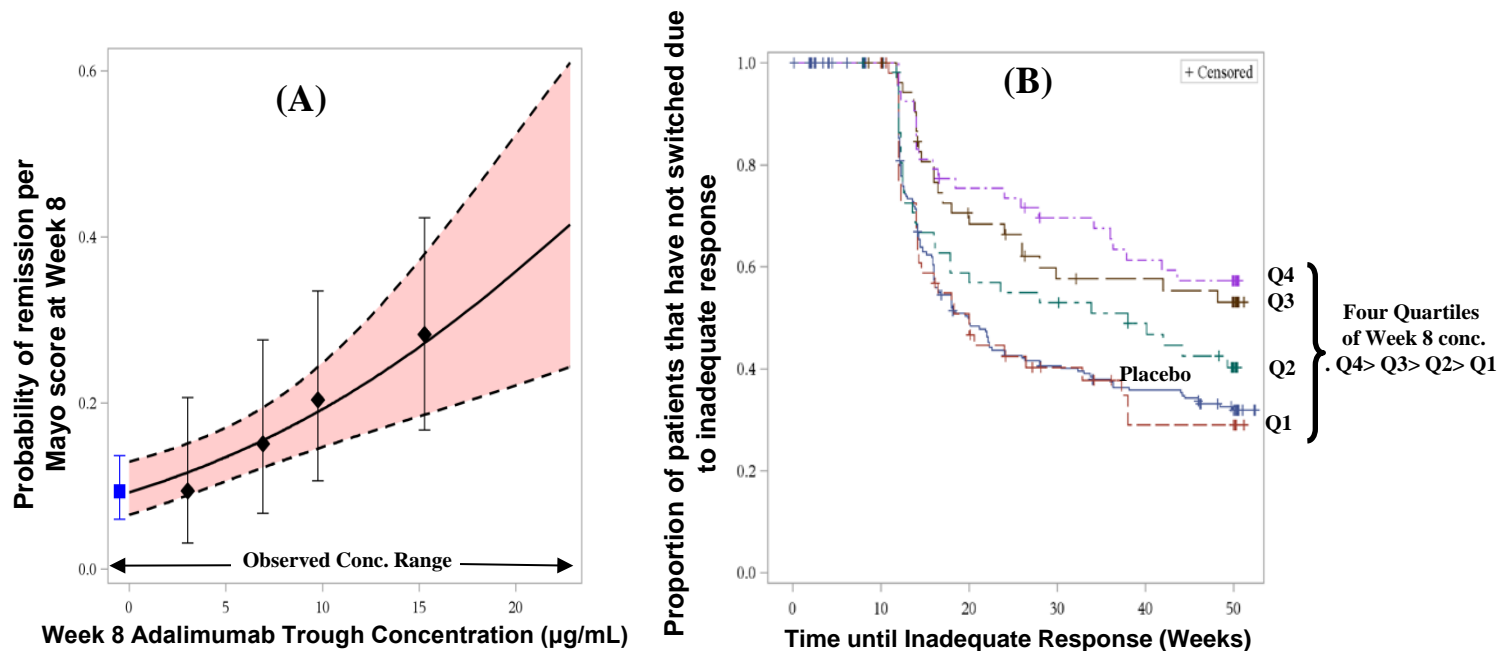 (A)
Probability of remission per
Mayo score at Week 8
0.6
0.4
0.2
0.0
Observed Conc. Range
0 5 10 15 20
Week 8 Adalimumab Trough Concentration (µg/mL)
(B)
Proportion of patients that have not switched due
to inadequate response
+ Censored
1.0
0.8
0.6
0.4
0.2
0.0
Placebo
Q4
Q3
Q2
Q1
Four Quartiles
of Week 8 conc.
. Q4> Q3> Q2> Q1
0 10 20 30 40 50
Time until Inadequate Response (Weeks)